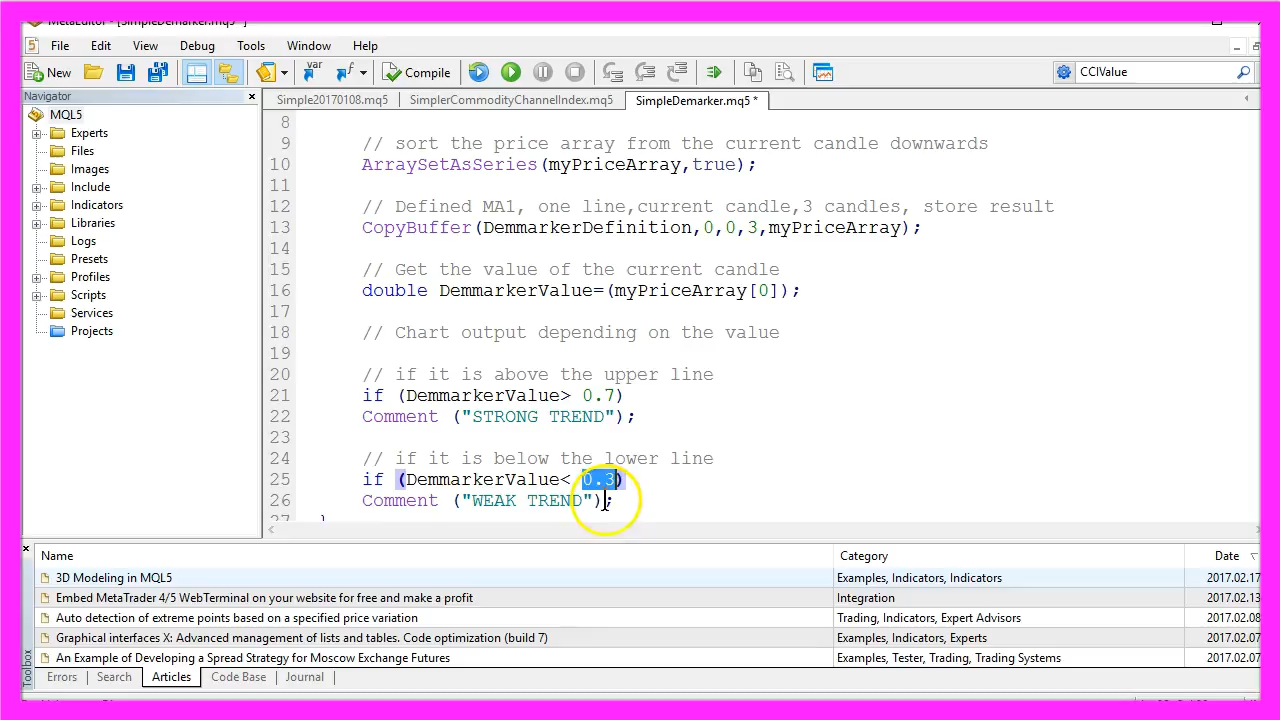 MetaEditor - [SimpleDemarker.mq5 * ]
5 File Edit View Debug Tools Window Help
New var Compile CCIValue
Navigator × Simple20170108.mq5 SimplerCommodityChannelIndex.mq5 SimpleDemarker.mq5 *
MQL5
Experts
Files
Images
Include
Indicators
Libraries
Logs
Presets
Profiles
Scripts
Services
Projects
8
9 // sort the price array from the current candle downwards
10 ArraySetAsSeries(myPriceArray,true);
11
12 // Defined MA1, one line,current candle,3 candles, store result
13 CopyBuffer(DemmarkerDefinition,0,0,3,myPriceArray);
14
15 // Get the value of the current candle
16 double DemmarkerValue=(myPriceArray[0]);
17
18 // Chart output depending on the value
19
20 // if it is above the upper line
21 if (DemmarkerValue> 0.7)
22 Comment ("STRONG TREND");
23
24 // if it is below the lower line
25 if (DemmarkerValue< 0.3)
26 Comment ("WEAK TREND");
27 }
Name Category Date
3D Modeling in MQL5 Examples, Indicators, Indicators 2017.02.17
Embed MetaTrader 4/5 WebTerminal on your website for free and make a profit Integration 2017.02.13
Auto detection of extreme points based on a specified price variation Trading, Indicators, Expert Advisors 2017.02.08
Graphical interfaces X: Advanced management of lists and tables. Code optimization (build 7) Examples, Indicators, Experts 2017.02.07
An Example of Developing a Spread Strategy for Moscow Exchange Futures Examples, Tester, Trading, Trading Systems 2017.02.07
Toolbox
Errors Search Articles Code Base Journal